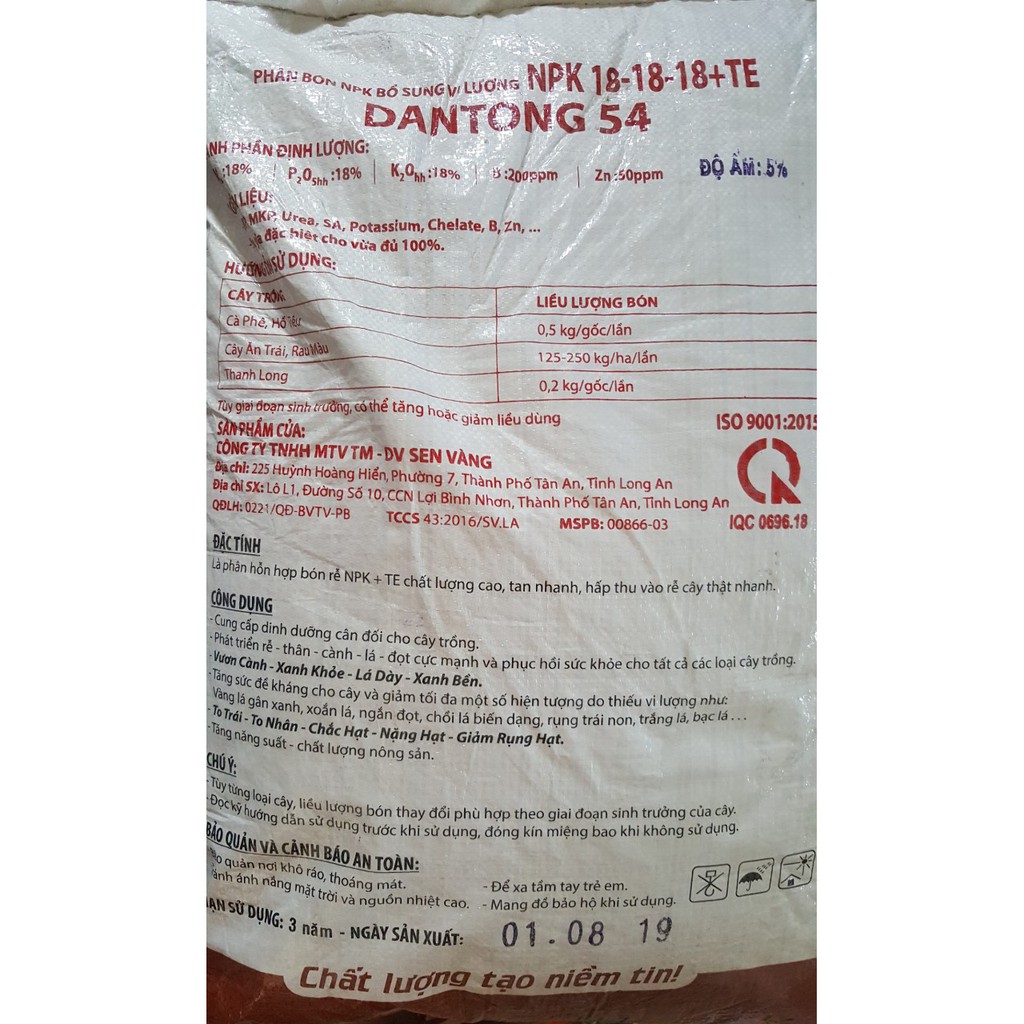 PHÂN BÓN NPK BỔ SUNG VI LƯỢNG NPK 18-18-18+TE
DANTONG 54
ÀNH PHẦN ĐỊNH LƯỢNG:
:18% | P₂O₅hh :18% | K₂Ohh :18% | B :200ppm | Zn :50ppm ĐỘ ẨM: 5%
LIỆU:
MKP, Urea, SA, Potassium, Chelate, B, Zn, ...
đặc biệt cho vừa đủ 100%.
HƯỚNG DẪN SỬ DỤNG:
CÂY TRỒNG LIỀU LƯỢNG BÓN
Cà Phê, Hồ Tiêu 0,5 kg/gốc/lần
Cây Ăn Trái, Rau Màu 125-250 kg/ha/lần
Thanh Long 0,2 kg/gốc/lần
Tùy giai đoạn sinh trưởng, có thể tăng hoặc giảm liều dùng
ISO 9001:2015
SẢN PHẨM CỦA:
CÔNG TY TNHH MTV TM - DV SEN VÀNG
Địa chỉ: 225 Huỳnh Hoàng Hiển, Phường 7, Thành Phố Tân An, Tỉnh Long An
Địa chỉ SX: Lô L1, Đường Số 10, CCN Lợi Bình Nhơn, Thành Phố Tân An, Tỉnh Long An
QĐLH: 0221/QĐ-BVTV-PB TCCS 43:2016/SV.LA MSPB: 00866-03 IQC 0696.18
ĐẶC TÍNH
Là phân hỗn hợp bón rễ NPK + TE chất lượng cao, tan nhanh, hấp thu vào rễ cây thật nhanh.
CÔNG DỤNG
- Cung cấp dinh dưỡng cân đối cho cây trồng.
- Phát triển rễ - thân - cành - lá - đọt cực mạnh và phục hồi sức khỏe cho tất cả các loại cây trồng.
- Vươn Cành - Xanh Khỏe - Lá Dày - Xanh Bền.
- Tăng sức đề kháng cho cây và giảm tối đa một số hiện tượng do thiếu vi lượng như:
Vàng lá gân xanh, xoắn lá, ngắn đọt, chồi lá biến dạng, rụng trái non, trắng lá, bạc lá . . .
- To Trái - To Nhân - Chắc Hạt - Nặng Hạt - Giảm Rụng Hạt.
- Tăng năng suất - chất lượng nông sản.
CHÚ Ý:
- Tùy từng loại cây, liều lượng bón thay đổi phù hợp theo giai đoạn sinh trưởng của cây.
- Đọc kỹ hướng dẫn sử dụng trước khi sử dụng, đóng kín miệng bao khi không sử dụng.
BẢO QUẢN VÀ CẢNH BÁO AN TOÀN:
o quản nơi khô ráo, thoáng mát. - Để xa tầm tay trẻ em.
ánh ánh nắng mặt trời và nguồn nhiệt cao. - Mang đồ bảo hộ khi sử dụng.
ẠN SỬ DỤNG: 3 năm - NGÀY SẢN XUẤT: 01.08 19
Chất lượng tạo niềm tin!